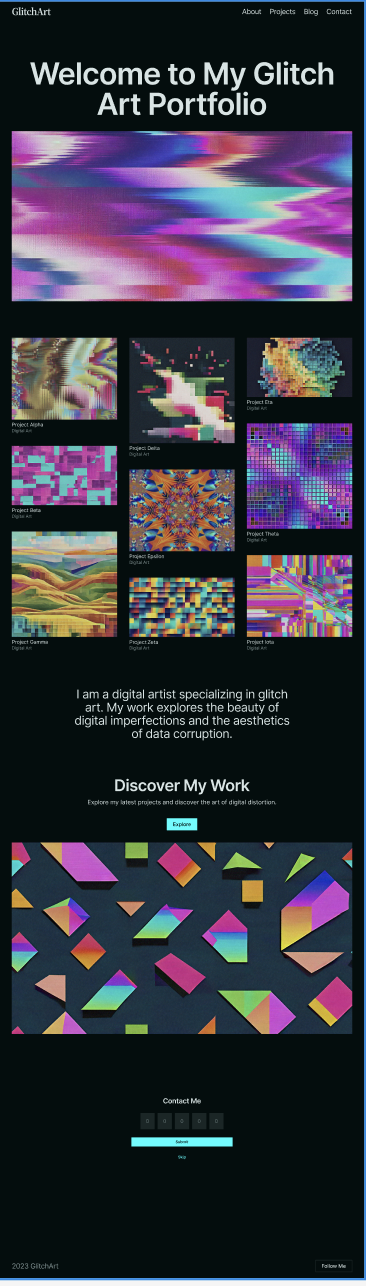 GlitchArt
About Projects Blog Contact
Welcome to My Glitch
Art Portfolio
Project Alpha
Digital Art
Project Beta
Digital Art
Project Gamma
Digital Art
Project Delta
Digital Art
Project Epsilon
Digital Art
Project Zeta
Digital Art
Project Eta
Digital Art
Project Theta
Digital Art
Project Iota
Digital Art
I am a digital artist specializing in glitch
art. My work explores the beauty of
digital imperfections and the aesthetics
of data corruption.
Discover My Work
Explore my latest projects and discover the art of digital distortion.
Explore
Contact Me
0 0 0 0 0
Submit
Skip
2023 GlitchArt
Follow Me